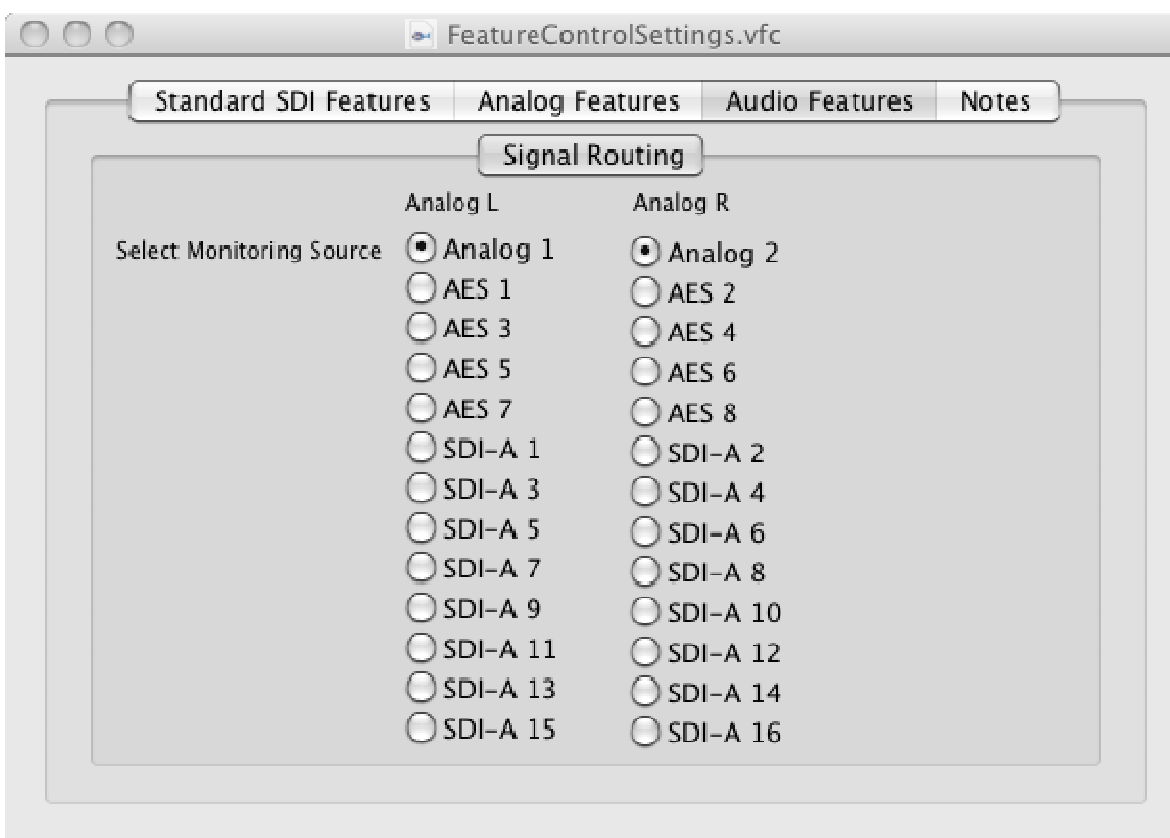 FeatureControlSettings.vfc
Standard SDI Features Analog Features Audio Features Notes
Signal Routing
Analog L Analog R
Select Monitoring Source Analog 1 Analog 2
AES 1 AES 2
AES 3 AES 4
AES 5 AES 6
AES 7 AES 8
SDI-A 1 SDI-A 2
SDI-A 3 SDI-A 4
SDI-A 5 SDI-A 6
SDI-A 7 SDI-A 8
SDI-A 9 SDI-A 10
SDI-A 11 SDI-A 12
SDI-A 13 SDI-A 14
SDI-A 15 SDI-A 16